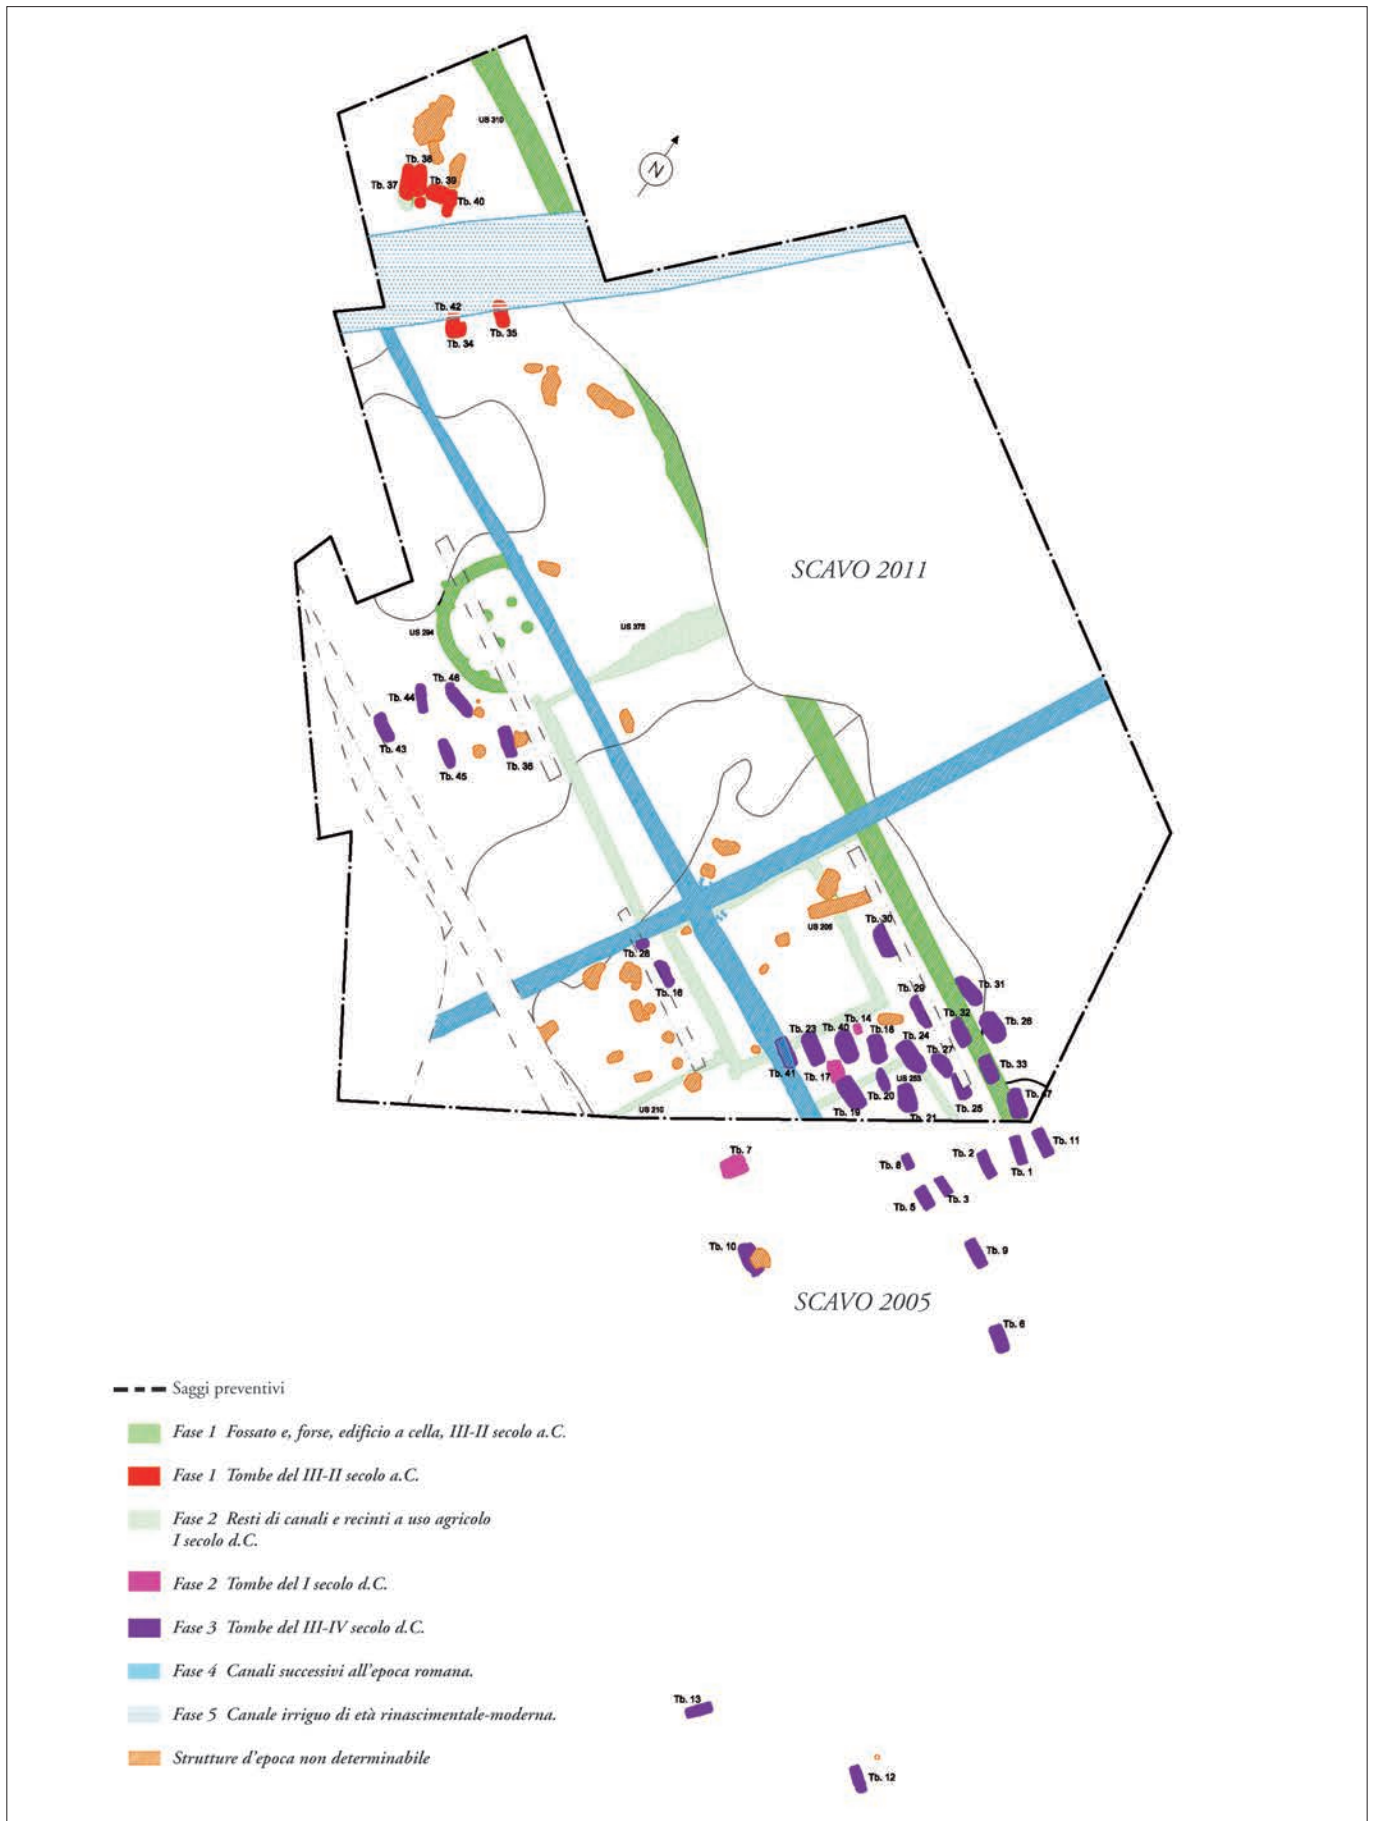 US 310
N
Tb. 38
Tb. 37
Tb. 39
Tb. 40
Tb. 42
Tb. 35
Tb. 34
SCAVO 2011
US 294
US 375
Tb. 46
Tb. 44
Tb. 43
Tb. 45
Tb. 36
Tb. 30
US 206
Tb. 28
Tb. 16
Tb. 31
Tb. 29
Tb. 32
Tb. 26
Tb. 14
Tb. 23
Tb. 40
Tb. 18
Tb. 24
Tb. 27
Tb. 33
Tb. 41
Tb. 17
US 253
Tb. 20
Tb. 19
Tb. 21
Tb. 25
Tb. 47
US 210
Tb. 7
Tb. 8
Tb. 2
Tb. 1
Tb. 11
Tb. 5
Tb. 3
Tb. 10
Tb. 9
SCAVO 2005
Tb. 6
Saggi preventivi
Fase 1 Fossato e, forse, edificio a cella, III-II secolo a.C.
Fase 1 Tombe del III-II secolo a.C.
Fase 2 Resti di canali e recinti a uso agricolo
I secolo d.C.
Fase 2 Tombe del I secolo d.C.
Fase 3 Tombe del III-IV secolo d.C.
Fase 4 Canali successivi all'epoca romana.
Fase 5 Canale irriguo di età rinascimentale-moderna.
Strutture d'epoca non determinabile
Tb. 13
Tb. 12